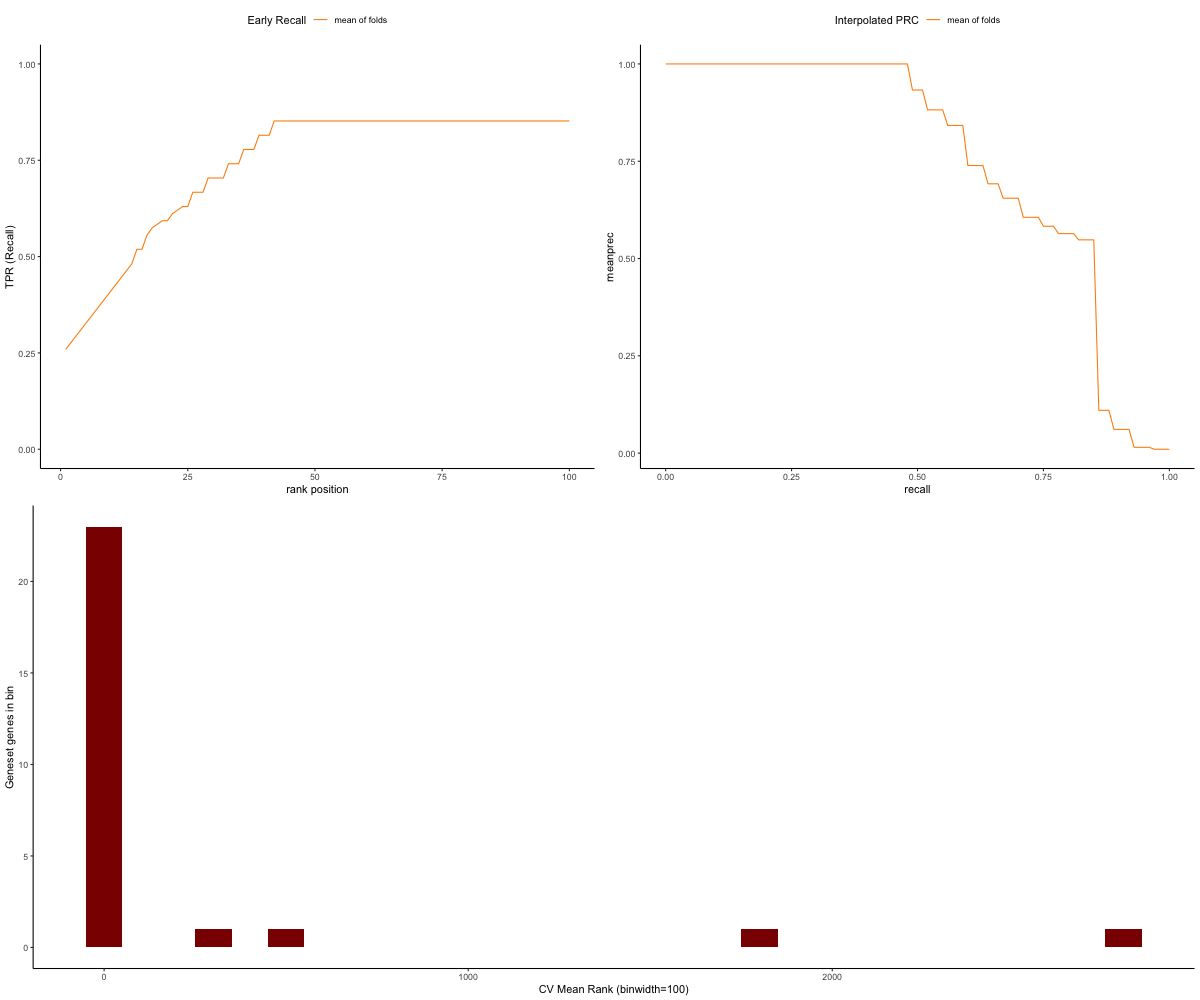 Early Recall mean of folds
1.00
0.75
0.50
0.25
0.00
TPR (Recall)
0 25 50 75 100
rank position
Interpolated PRC mean of folds
1.00
0.75
0.50
0.25
0.00
meanprec
0.00 0.25 0.50 0.75 1.00
recall
20
15
10
5
0
Geneset genes in bin
0 1000 2000
CV Mean Rank (binwidth=100)